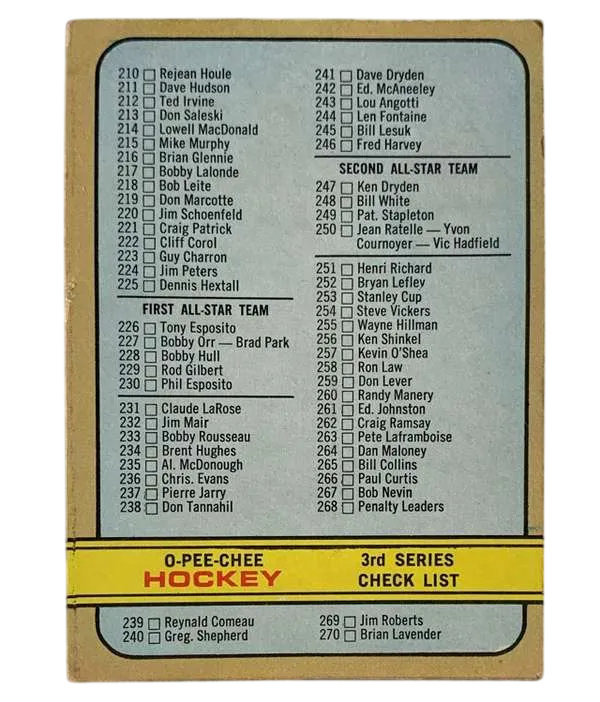 210 Rejean Houle
211 Dave Hudson
212 Ted Irvine
213 Don Saleski
214 Lowell MacDonald
215 Mike Murphy
216 Brian Glennie
217 Bobby Lalonde
218 Bob Leite
219 Don Marcotte
220 Jim Schoenfeld
221 Craig Patrick
222 Cliff Corol
223 Guy Charron
224 Jim Peters
225 Dennis Hextall
FIRST ALL-STAR TEAM
226 Tony Esposito
227 Bobby Orr — Brad Park
228 Bobby Hull
229 Rod Gilbert
230 Phil Esposito
231 Claude LaRose
232 Jim Mair
233 Bobby Rousseau
234 Brent Hughes
235 Al. McDonough
236 Chris. Evans
237 Pierre Jarry
238 Don Tannahil
241 Dave Dryden
242 Ed. McAneeley
243 Lou Angotti
244 Len Fontaine
245 Bill Lesuk
246 Fred Harvey
SECOND ALL-STAR TEAM
247 Ken Dryden
248 Bill White
249 Pat. Stapleton
250 Jean Ratelle — Yvon
Cournoyer — Vic Hadfield
251 Henri Richard
252 Bryan Lefley
253 Stanley Cup
254 Steve Vickers
255 Wayne Hillman
256 Ken Shinkel
257 Kevin O'Shea
258 Ron Law
259 Don Lever
260 Randy Manery
261 Ed. Johnston
262 Craig Ramsay
263 Pete Laframboise
264 Dan Maloney
265 Bill Collins
266 Paul Curtis
267 Bob Nevin
268 Penalty Leaders
O-PEE-CHEE
HOCKEY
3rd SERIES
CHECK LIST
239 Reynald Comeau
240 Greg. Shepherd
269 Jim Roberts
270 Brian Lavender